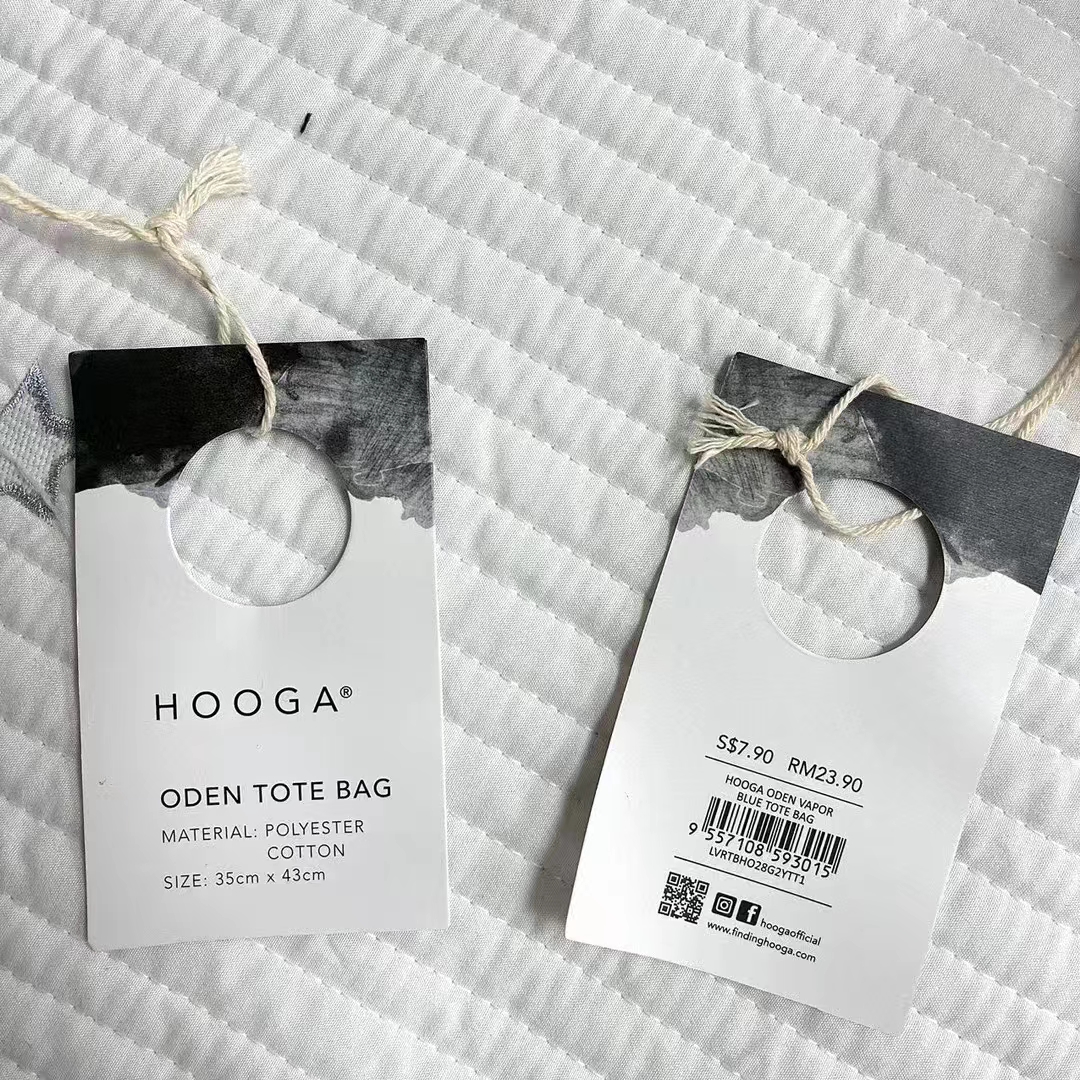 HOOGA®
ODEN TOTE BAG
MATERIAL: POLYESTER
COTTON
SIZE: 35cm x 43cm
S$7.90 RM23.90
HOOGA ODEN VAPOR
BLUE TOTE BAG
9 557108 593015
LVRTBHO28G2YTT1
hoogaofficial
www.findinghooga.com